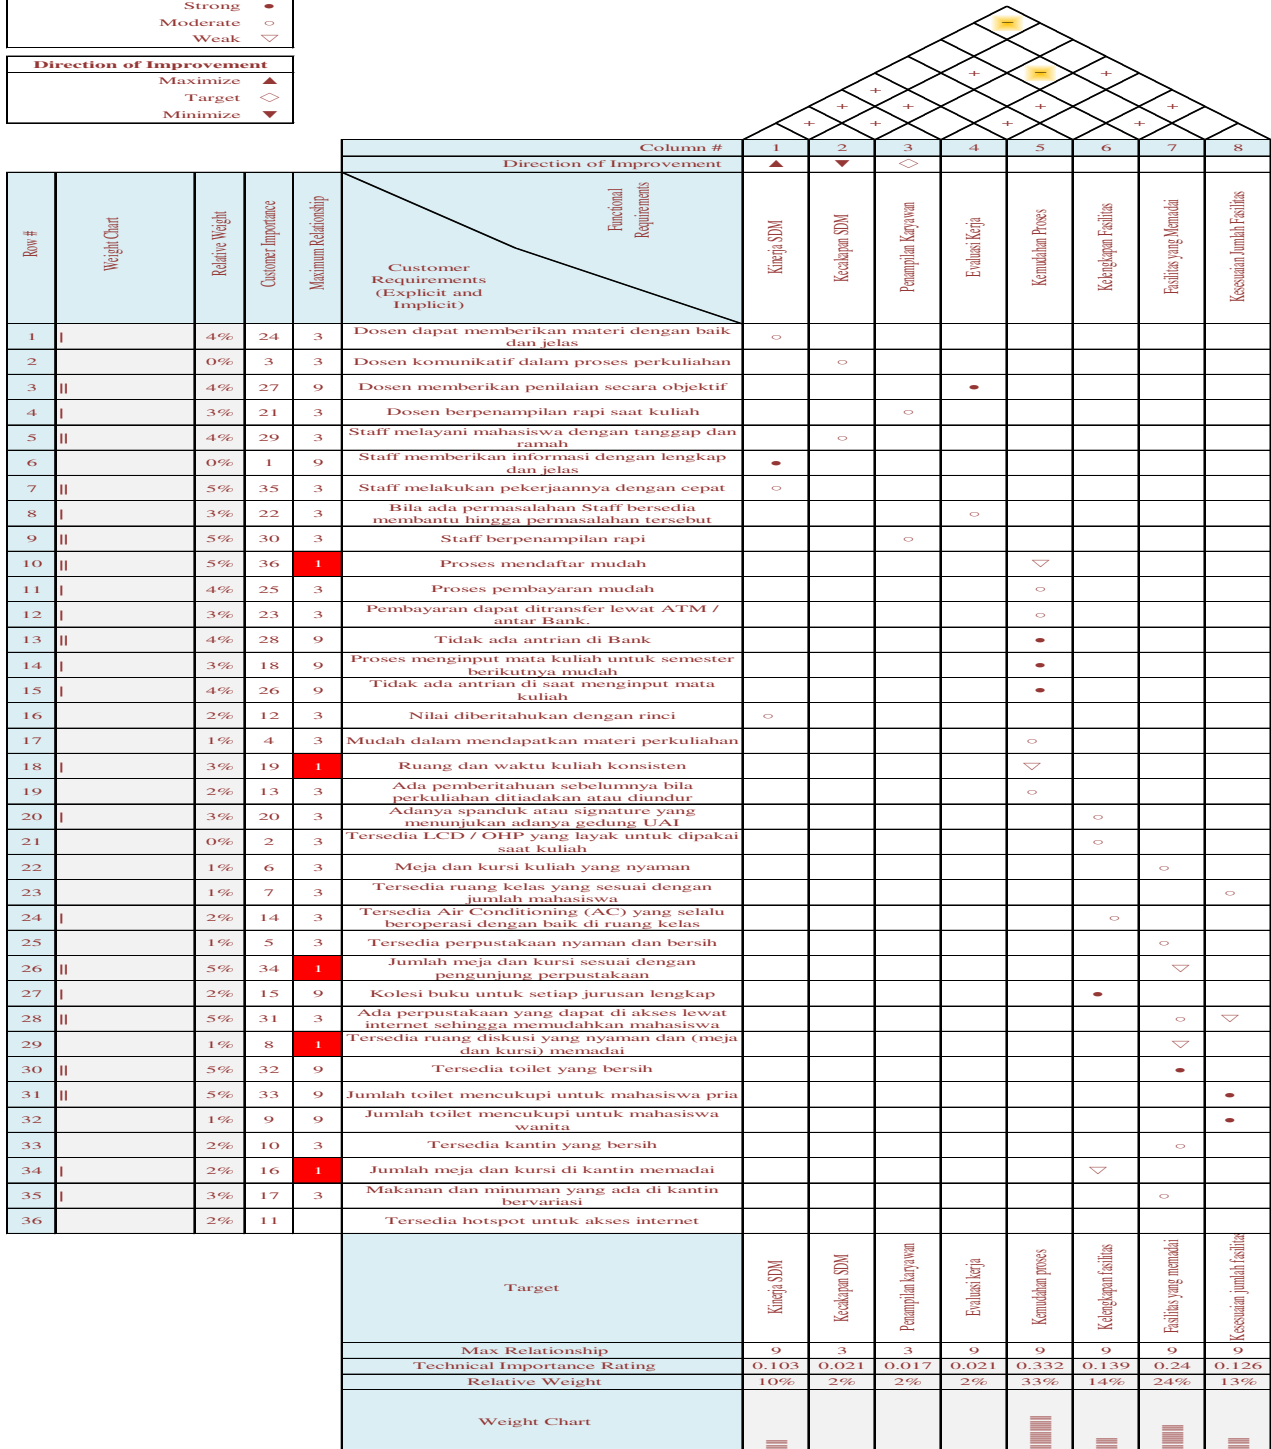 Strong ●
Moderate ○
Weak ▽
Direction of Improvement
Maximize ▲
Target ◇
Minimize ▼
−
+ − +
+ + + +
+ + + +
Column # 1 2 3 4 5 6 7 8
Direction of Improvement ▲ ▼ ◇
Row #
Weight Chart
Relative Weight
Customer Importance
Maximum Relationship
Customer
Requirements
(Explicit and
Implicit)
Functional
Requirements
Kinerja SDM
Kecakapan SDM
Penampilan Karyawan
Evaluasi Kerja
Kemudahan Proses
Kelengkapan Fasilitas
Fasilitas yang Memadai
Kesesuaian Jumlah Fasilitas
1 | 4% 24 3 Dosen dapat memberikan materi dengan baik
dan jelas ○
2 0% 3 3 Dosen komunikatif dalam proses perkuliahan ○
3 || 4% 27 9 Dosen memberikan penilaian secara objektif ●
4 | 3% 21 3 Dosen berpenampilan rapi saat kuliah ○
5 || 4% 29 3 Staff melayani mahasiswa dengan tanggap dan
ramah ○
6 0% 1 9 Staff memberikan informasi dengan lengkap
dan jelas ●
7 || 5% 35 3 Staff melakukan pekerjaannya dengan cepat ○
8 | 3% 22 3 Bila ada permasalahan Staff bersedia
membantu hingga permasalahan tersebut ○
9 || 5% 30 3 Staff berpenampilan rapi ○
10 || 5% 36 1 Proses mendaftar mudah ▽
11 | 4% 25 3 Proses pembayaran mudah ○
12 | 3% 23 3 Pembayaran dapat ditransfer lewat ATM /
antar Bank. ○
13 || 4% 28 9 Tidak ada antrian di Bank ●
14 | 3% 18 9 Proses menginput mata kuliah untuk semester
berikutnya mudah ●
15 | 4% 26 9 Tidak ada antrian di saat menginput mata
kuliah ●
16 2% 12 3 Nilai diberitahukan dengan rinci ○
17 1% 4 3 Mudah dalam mendapatkan materi perkuliahan ○
18 | 3% 19 1 Ruang dan waktu kuliah konsisten ▽
19 2% 13 3 Ada pemberitahuan sebelumnya bila
perkuliahan ditiadakan atau diundur ○
20 | 3% 20 3 Adanya spanduk atau signature yang
menunjukan adanya gedung UAI ○
21 0% 2 3 Tersedia LCD / OHP yang layak untuk dipakai
saat kuliah ○
22 1% 6 3 Meja dan kursi kuliah yang nyaman ○
23 1% 7 3 Tersedia ruang kelas yang sesuai dengan
jumlah mahasiswa ○
24 | 2% 14 3 Tersedia Air Conditioning (AC) yang selalu
beroperasi dengan baik di ruang kelas ○
25 1% 5 3 Tersedia perpustakaan nyaman dan bersih ○
26 || 5% 34 1 Jumlah meja dan kursi sesuai dengan
pengunjung perpustakaan ▽
27 | 2% 15 9 Kolesi buku untuk setiap jurusan lengkap ●
28 || 5% 31 3 Ada perpustakaan yang dapat di akses lewat
internet sehingga memudahkan mahasiswa ○ ▽
29 1% 8 1 Tersedia ruang diskusi yang nyaman dan (meja
dan kursi) memadai ▽
30 || 5% 32 9 Tersedia toilet yang bersih ●
31 || 5% 33 9 Jumlah toilet mencukupi untuk mahasiswa pria ●
32 1% 9 9 Jumlah toilet mencukupi untuk mahasiswa
wanita ●
33 2% 10 3 Tersedia kantin yang bersih ○
34 | 2% 16 1 Jumlah meja dan kursi di kantin memadai ▽
35 | 3% 17 3 Makanan dan minuman yang ada di kantin
bervariasi ○
36 2% 11 Tersedia hotspot untuk akses internet
Target
Kinerja SDM
Kecakapan SDM
Penampilan karyawan
Evaluasi kerja
Kemudahan proses
Kelengkapan fasilitas
Fasilitas yang memadai
Kesesuaian jumlah fasilitas
Max Relationship 9 3 3 9 9 9 9 9
Technical Importance Rating 0.103 0.021 0.017 0.021 0.332 0.139 0.24 0.126
Relative Weight 10% 2% 2% 2% 33% 14% 24% 13%
Weight Chart